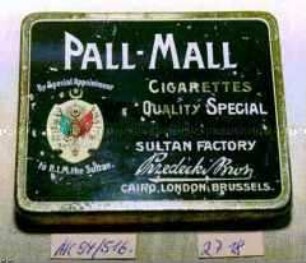 PALL-MALL
By Special Appointment
to H.I.M. the Sultan.
CIGARETTES
QUALITY SPECIAL
SULTAN FACTORY
Bros
CAIRO, LONDON, BRUSSELS.
AK 94/516.
27 18